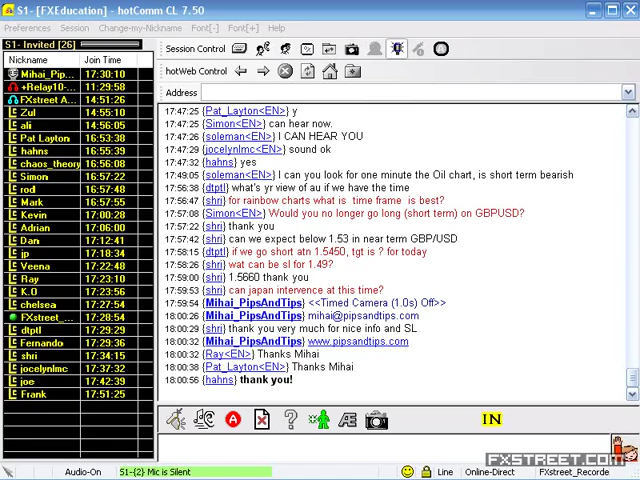 S1- [FXEducation] - hotComm CL 7.50
Preferences Session Change-my-Nickname Font[-] Font[+] Help
S1- Invited [26]
Nickname Join Time
Mihai_Pips... 17:30:10
+Relay10-... 11:29:58
FXstreet A... 14:51:26
Zul 14:55:10
ali 14:56:05
Pat Layton 16:53:38
hahns 16:55:39
chaos_theory 16:56:08
Simon 16:57:22
rod 16:57:48
Mark 16:57:55
Kevin 17:00:28
Adrian 17:06:00
Dan 17:12:41
jp 17:18:34
Veena 17:22:48
Ray 17:23:10
K.O 17:23:56
chelsea 17:27:03
FXstreet_... 17:28:54
dtptl 17:29:29
Fernando 17:29:36
shri 17:34:15
jocelynlmc 17:37:32
joe 17:42:39
Frank 17:51:25
Session Control
hotWeb Control
Address
17:47:25 {Pat_Layton<EN>} y
17:47:25 {Simon<EN>} can hear now.
17:47:26 {soleman<EN>} I CAN HEAR YOU
17:47:29 {jocelynlmc<EN>} sound ok
17:47:32 {hahns} yes
17:49:05 {soleman<EN>} I can you look for one minute the Oil chart, is short term bearish
17:56:38 {dtptl} what's yr view of au if we have the time
17:56:47 {shri} for rainbow charts what is time frame is best?
17:57:08 {Simon<EN>} Would you no longer go long (short term) on GBPUSD?
17:57:22 {shri} thank you
17:57:42 {shri} can we expect below 1.53 in near term GBP/USD
17:58:15 {dtptl} if we go short atn 1.5450, tgt is ? for today
17:58:26 {shri} wat can be sl for 1.49?
17:59:00 {shri} 1.5660 thank you
17:59:53 {shri} can japan intervence at this time?
17:59:54 {Mihai_PipsAndTips} <<Timed Camera (1.0s) Off>>
18:00:26 {Mihai_PipsAndTips} mihai@pipsandtips.com
18:00:29 {shri} thank you very much for nice info and SL
18:00:32 {Mihai_PipsAndTips} www.pipsandtips.com
18:00:32 {Ray<EN>} Thanks Mihai
18:00:38 {Pat_Layton<EN>} Thanks Mihai
18:00:56 {hahns} thank you!
A ? Æ IN
FXSTREET.COM
Audio-On S1-{2} Mic is Silent Line Online-Direct FXstreet_Recorde